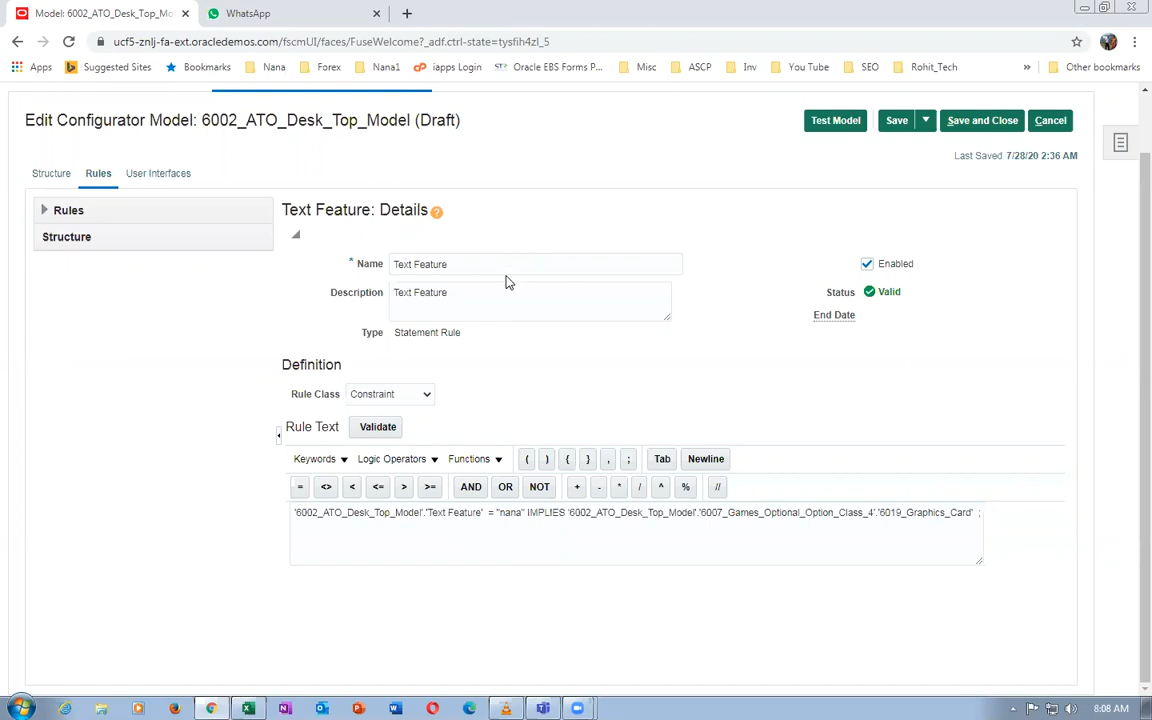 Model: 6002_ATO_Desk_Top_Mo
WhatsApp
ucf5-znlj-fa-ext.oracledemos.com/fscmUI/faces/FuseWelcome?_adf.ctrl-state=tysfih4zl_5
Apps Suggested Sites Bookmarks Nana Forex Nana1 iapps Login Oracle EBS Forms P... Misc ASCP Inv You Tube SEO Rohit_Tech » Other bookmarks
Edit Configurator Model: 6002_ATO_Desk_Top_Model (Draft)
Test Model Save Save and Close Cancel
Last Saved 7/28/20 2:36 AM
Structure Rules User Interfaces
Rules
Structure
Text Feature: Details
* Name Text Feature
Enabled
Description Text Feature
Status Valid
End Date
Type Statement Rule
Definition
Rule Class Constraint
Rule Text Validate
Keywords Logic Operators Functions ( ) { } , ; Tab Newline
= <> < <= > >= AND OR NOT + - * / ^ % //
'6002_ATO_Desk_Top_Model'.'Text Feature' = "nana" IMPLIES '6002_ATO_Desk_Top_Model'.'6007_Games_Optional_Option_Class_4'.'6019_Graphics_Card' ;
8:08 AM